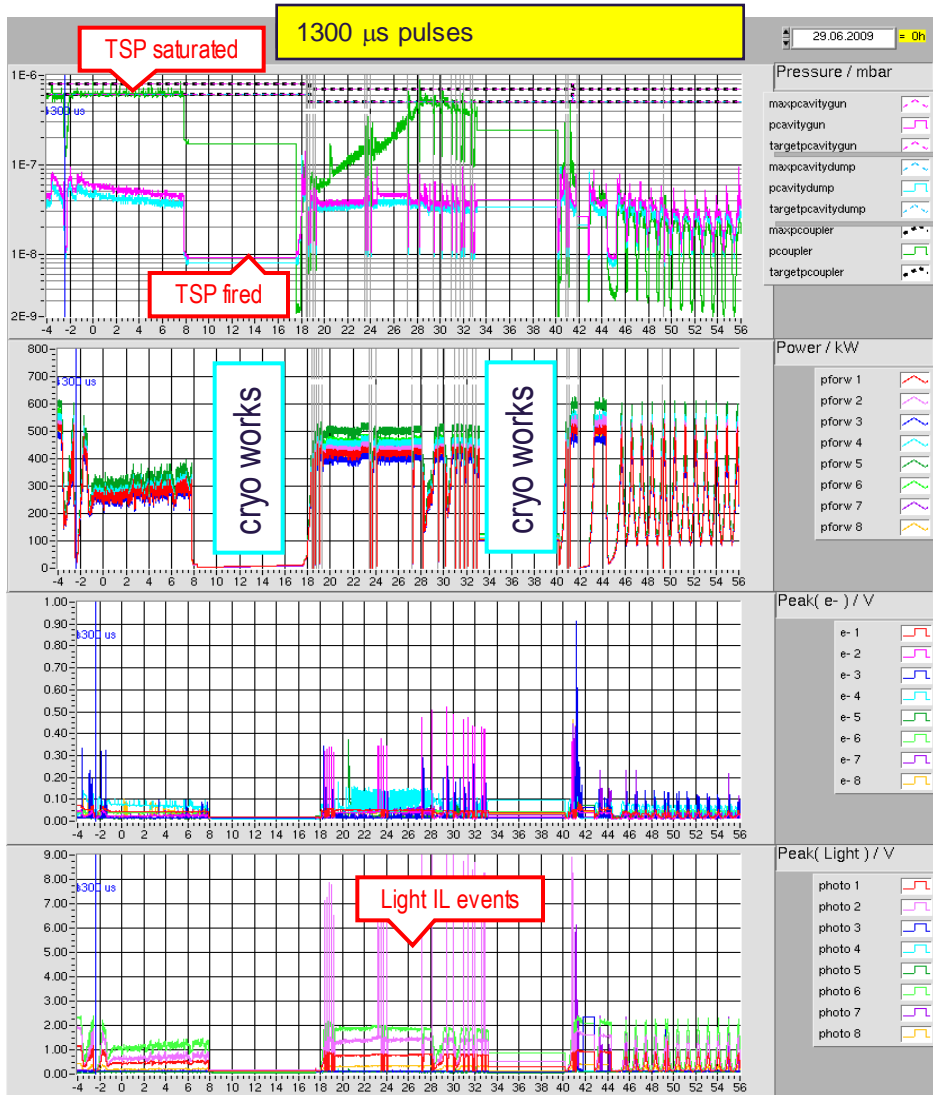 1300 µs pulses
TSP saturated
29.06.2009 = 0h
Pressure / mbar
1E-6
1E-7
1E-8
2E-9
1300 us
TSP fired
maxpcavitygun
pcavitygun
targetpcavitygun
maxpcavitydump
pcavitydump
targetpcavitydump
maxpcoupler
pcoupler
targetpcoupler
-4 -2 0 2 4 6 8 10 12 14 16 18 20 22 24 26 28 30 32 34 36 38 40 42 44 46 48 50 52 54 56
Power / kW
800
700
600
500
400
300
200
100
0
1300 us
cryo works
cryo works
pforw 1
pforw 2
pforw 3
pforw 4
pforw 5
pforw 6
pforw 7
pforw 8
-4 -2 0 2 4 6 8 10 12 14 16 18 20 22 24 26 28 30 32 34 36 38 40 42 44 46 48 50 52 54 56
Peak( e- ) / V
1.00
0.90
0.80
0.70
0.60
0.50
0.40
0.30
0.20
0.10
0.00
1300 us
e- 1
e- 2
e- 3
e- 4
e- 5
e- 6
e- 7
e- 8
-4 -2 0 2 4 6 8 10 12 14 16 18 20 22 24 26 28 30 32 34 36 38 40 42 44 46 48 50 52 54 56
Peak( Light ) / V
9.00
8.00
7.00
6.00
5.00
4.00
3.00
2.00
1.00
0.00
1300 us
Light IL events
photo 1
photo 2
photo 3
photo 4
photo 5
photo 6
photo 7
photo 8
-4 -2 0 2 4 6 8 10 12 14 16 18 20 22 24 26 28 30 32 34 36 38 40 42 44 46 48 50 52 54 56